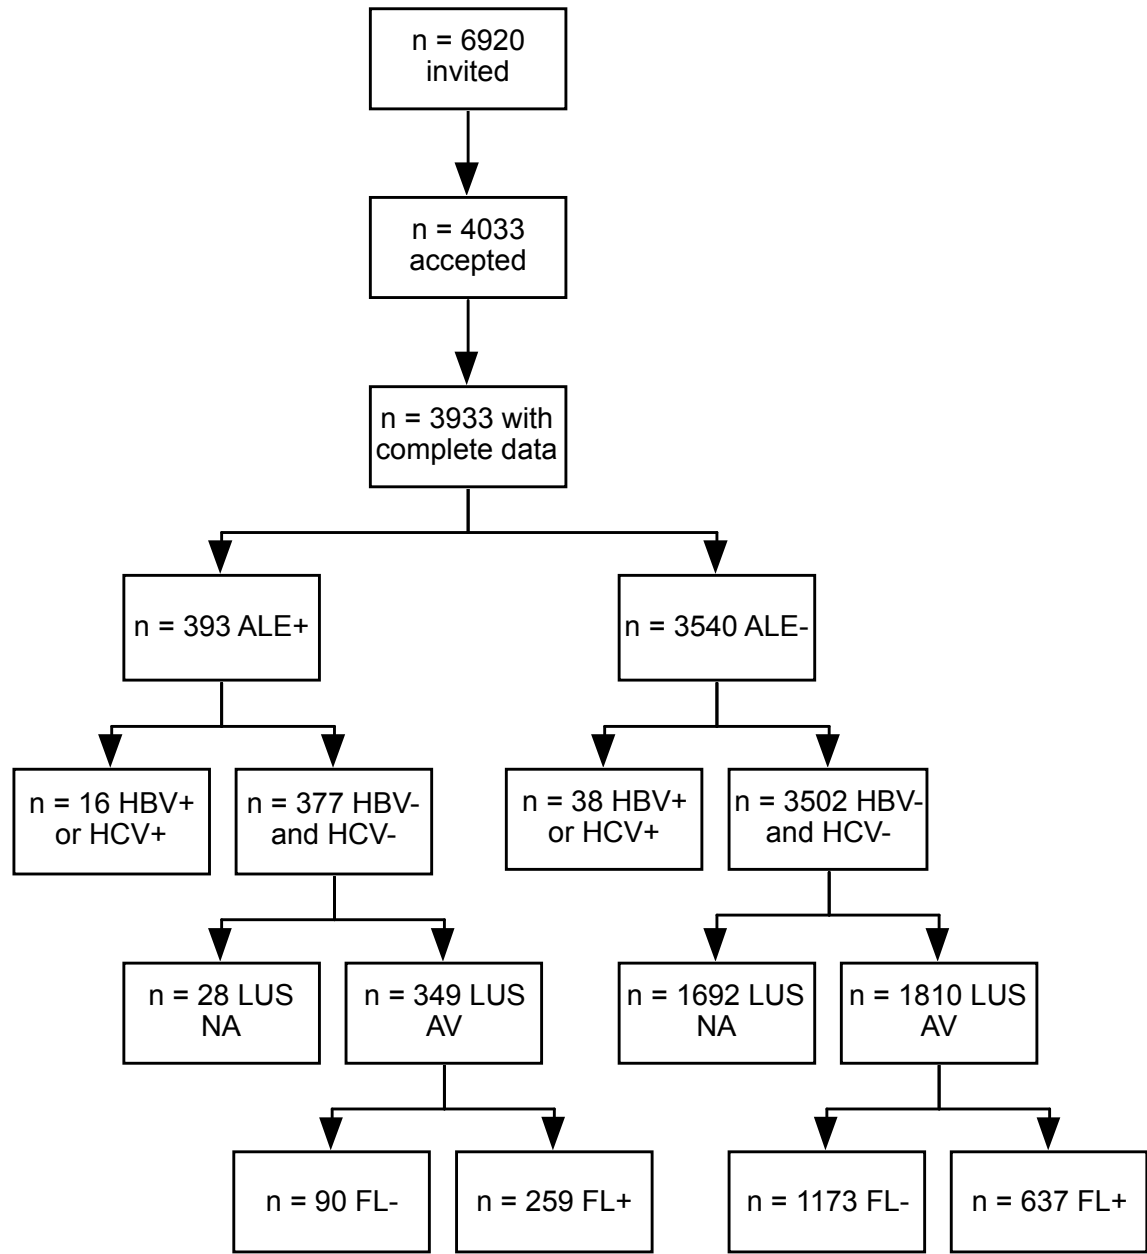 n = 6920
invited
n = 4033
accepted
n = 3933 with
complete data
n = 393 ALE+
n = 3540 ALE-
n = 16 HBV+
or HCV+
n = 377 HBV-
and HCV-
n = 38 HBV+
or HCV+
n = 3502 HBV-
and HCV-
n = 28 LUS
NA
n = 349 LUS
AV
n = 1692 LUS
NA
n = 1810 LUS
AV
n = 90 FL-
n = 259 FL+
n = 1173 FL-
n = 637 FL+